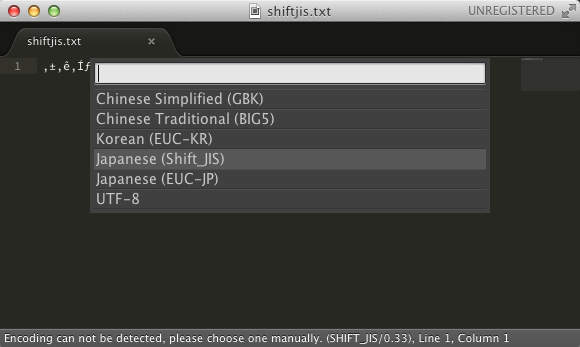 shiftjis.txt
UNREGISTERED
shiftjis.txt ×
1 ‚±‚ê‚Íƒ
Chinese Simplified (GBK)
Chinese Traditional (BIG5)
Korean (EUC-KR)
Japanese (Shift_JIS)
Japanese (EUC-JP)
UTF-8
Encoding can not be detected, please choose one manually. (SHIFT_JIS/0.33), Line 1, Column 1